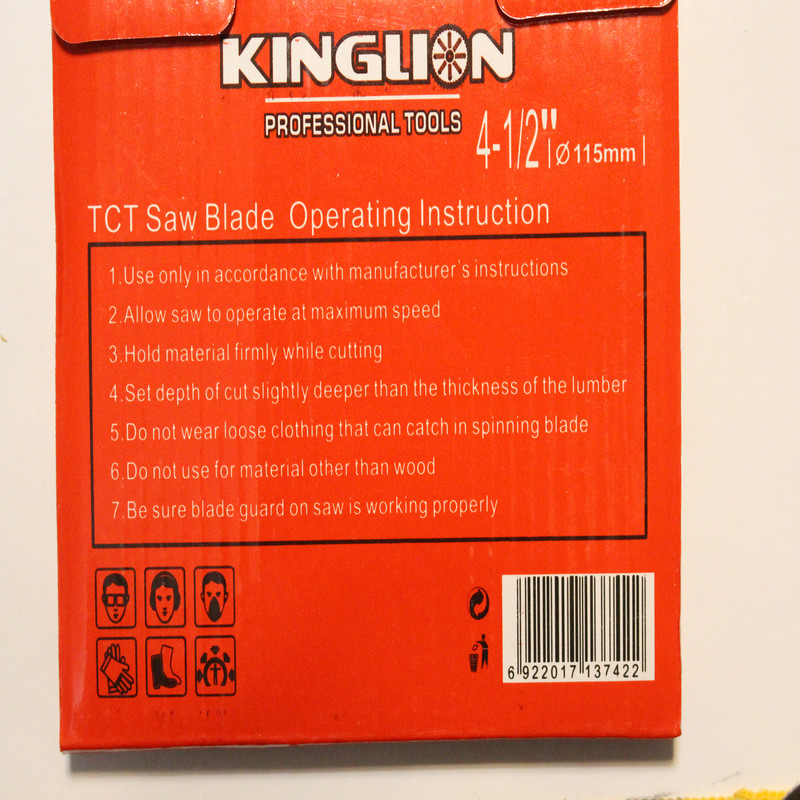 KINGLION
PROFESSIONAL TOOLS
4-1/2" Ø115mm
TCT Saw Blade Operating Instruction
1.Use only in accordance with manufacturer's instructions
2.Allow saw to operate at maximum speed
3.Hold material firmly while cutting
4.Set depth of cut slightly deeper than the thickness of the lumber
5.Do not wear loose clothing that can catch in spinning blade
6.Do not use for material other than wood
7.Be sure blade guard on saw is working properly
6 922017 137422